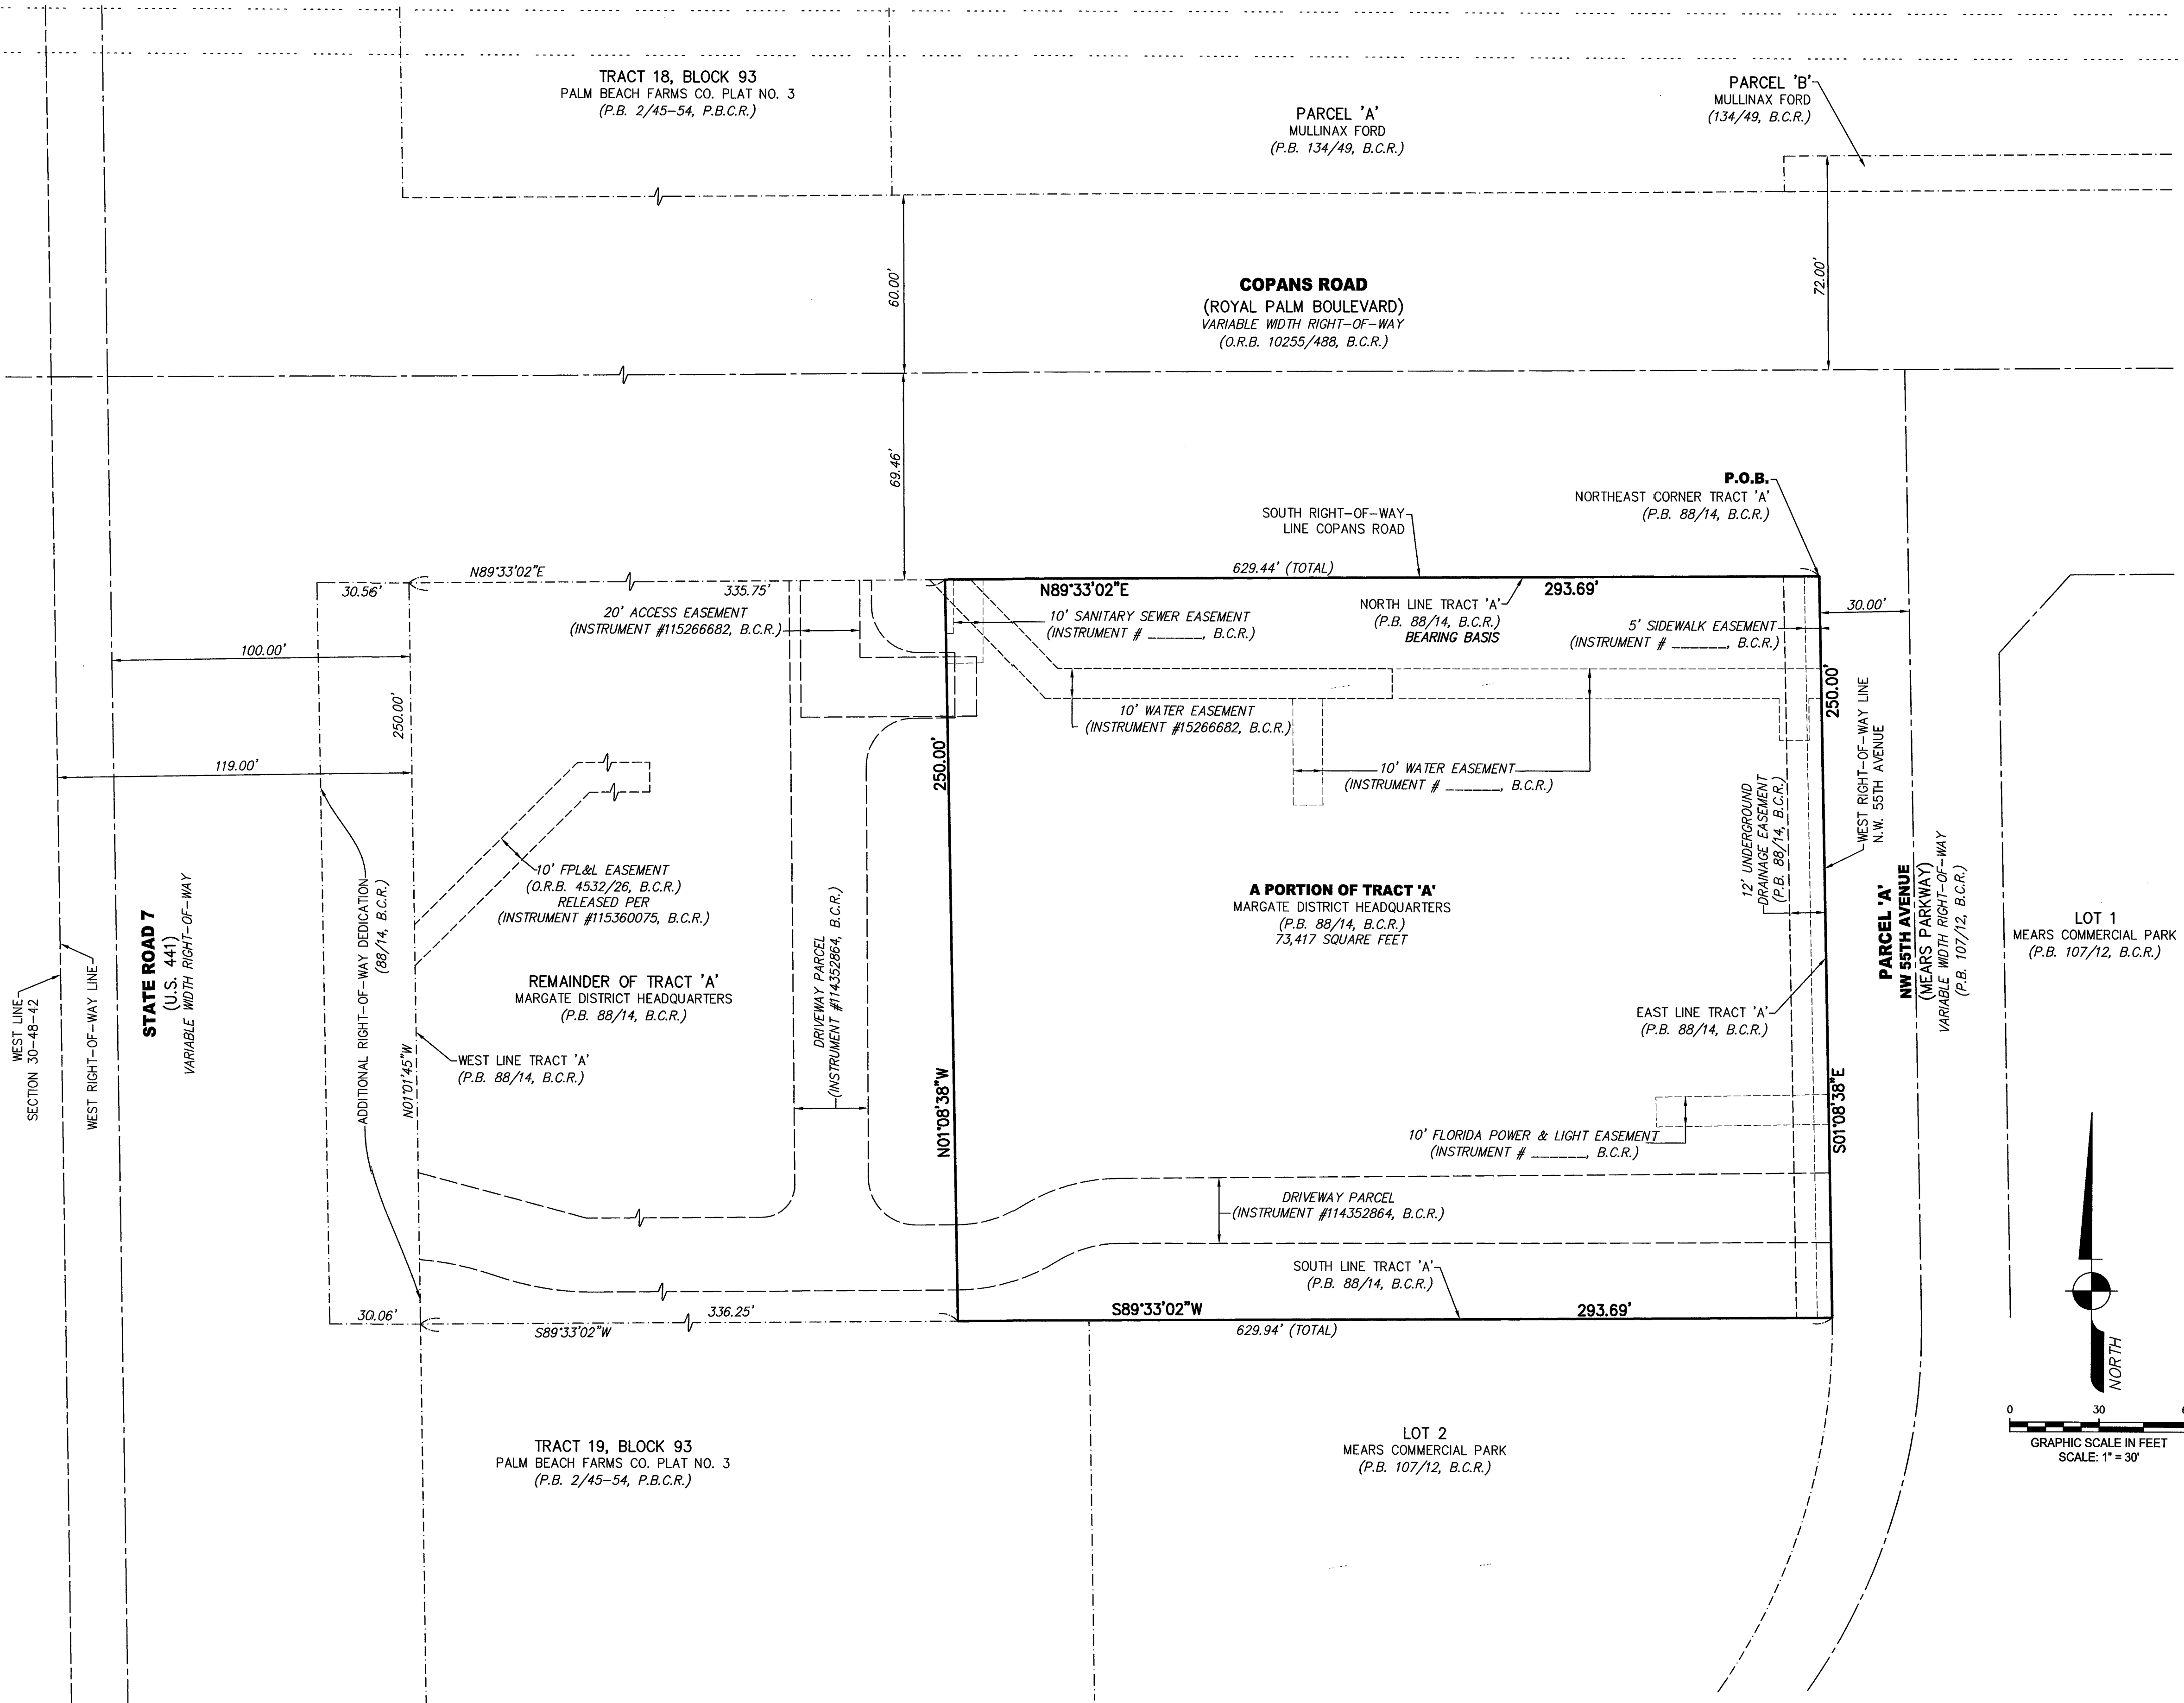 TRACT 18, BLOCK 93
PALM BEACH FARMS CO. PLAT NO. 3
(P.B. 2/45-54, P.B.C.R.)
PARCEL 'A'
MULLINAX FORD
(P.B. 134/49, B.C.R.)
PARCEL 'B'
MULLINAX FORD
(134/49, B.C.R.)
60.00'
72.00'
COPANS ROAD
(ROYAL PALM BOULEVARD)
VARIABLE WIDTH RIGHT-OF-WAY
(O.R.B. 10255/488, B.C.R.)
69.46'
P.O.B.
NORTHEAST CORNER TRACT 'A'
(P.B. 88/14, B.C.R.)
SOUTH RIGHT-OF-WAY
LINE COPANS ROAD
N89°33'02"E
629.44' (TOTAL)
30.56'
335.75'
N89°33'02"E
293.69'
20' ACCESS EASEMENT
(INSTRUMENT #115266682, B.C.R.)
10' SANITARY SEWER EASEMENT
(INSTRUMENT # ______, B.C.R.)
NORTH LINE TRACT 'A'
(P.B. 88/14, B.C.R.)
BEARING BASIS
5' SIDEWALK EASEMENT
(INSTRUMENT # ______, B.C.R.)
30.00'
100.00'
250.00'
250.00'
250.00'
10' WATER EASEMENT
(INSTRUMENT #15266682, B.C.R.)
119.00'
10' WATER EASEMENT
(INSTRUMENT # ______, B.C.R.)
12' UNDERGROUND
DRAINAGE EASEMENT
(P.B. 88/14, B.C.R.)
WEST RIGHT-OF-WAY LINE
N.W. 55TH AVENUE
10' FPL&L EASEMENT
(O.R.B. 4532/26, B.C.R.)
RELEASED PER
(INSTRUMENT #115360075, B.C.R.)
A PORTION OF TRACT 'A'
MARGATE DISTRICT HEADQUARTERS
(P.B. 88/14, B.C.R.)
73,417 SQUARE FEET
PARCEL 'A'
NW 55TH AVENUE
(MEARS PARKWAY)
VARIABLE WIDTH RIGHT-OF-WAY
(P.B. 107/12, B.C.R.)
LOT 1
MEARS COMMERCIAL PARK
(P.B. 107/12, B.C.R.)
WEST LINE
SECTION 30-48-42
WEST RIGHT-OF-WAY LINE
STATE ROAD 7
(U.S. 441)
VARIABLE WIDTH RIGHT-OF-WAY
ADDITIONAL RIGHT-OF-WAY DEDICATION
(88/14, B.C.R.)
N01°01'45"W
REMAINDER OF TRACT 'A'
MARGATE DISTRICT HEADQUARTERS
(P.B. 88/14, B.C.R.)
WEST LINE TRACT 'A'
(P.B. 88/14, B.C.R.)
DRIVEWAY PARCEL
(INSTRUMENT #114352864, B.C.R.)
N01°08'38"W
EAST LINE TRACT 'A'
(P.B. 88/14, B.C.R.)
S01°08'38"E
10' FLORIDA POWER & LIGHT EASEMENT
(INSTRUMENT # ______, B.C.R.)
DRIVEWAY PARCEL
(INSTRUMENT #114352864, B.C.R.)
SOUTH LINE TRACT 'A'
(P.B. 88/14, B.C.R.)
30.06'
336.25'
S89°33'02"W
293.69'
S89°33'02"W
629.94' (TOTAL)
NORTH
TRACT 19, BLOCK 93
PALM BEACH FARMS CO. PLAT NO. 3
(P.B. 2/45-54, P.B.C.R.)
LOT 2
MEARS COMMERCIAL PARK
(P.B. 107/12, B.C.R.)
0 30
GRAPHIC SCALE IN FEET
SCALE: 1" = 30'